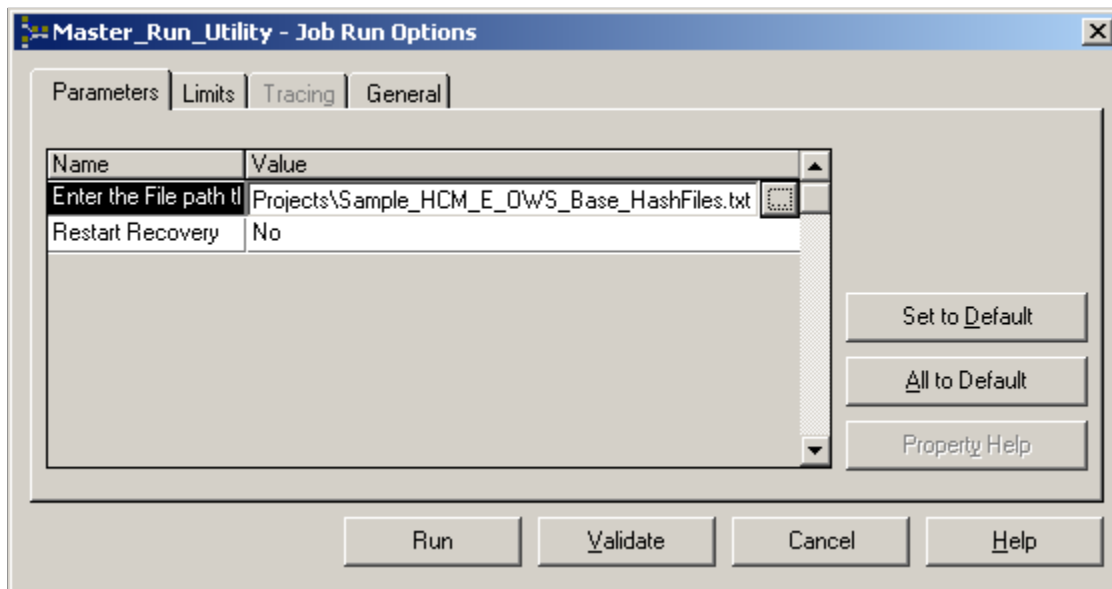 Master_Run_Utility - Job Run Options
Parameters Limits Tracing General
Name Value
Enter the File path Projects\Sample_HCM_E_OWS_Base_HashFiles.txt ...
Restart Recovery No
Set to Default
All to Default
Property Help
Run Validate Cancel Help